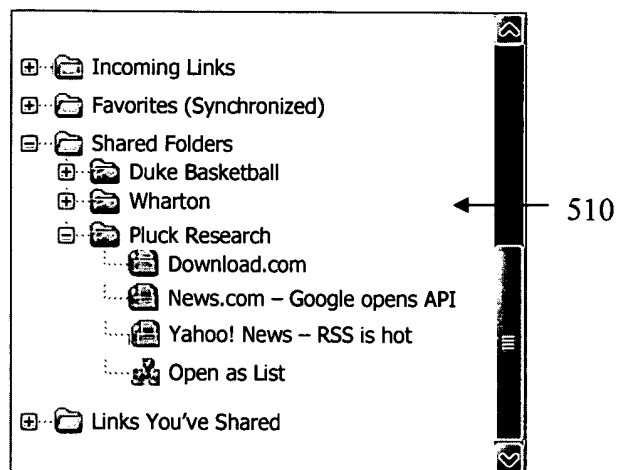 Incoming Links
Favorites (Synchronized)
Shared Folders
Duke Basketball
Wharton
510
Pluck Research
Download.com
News.com – Google opens API
Yahoo! News – RSS is hot
Open as List
Links You've Shared